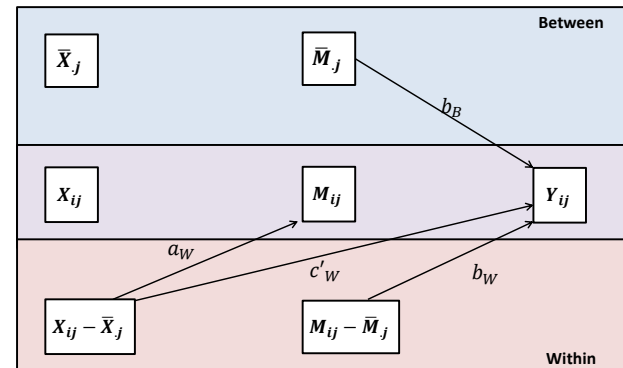 Between
X̄.j
M̄.j
b_B
X_ij
M_ij
Y_ij
a_W
c'_W
b_W
X_ij − X̄.j
M_ij − M̄.j
Within